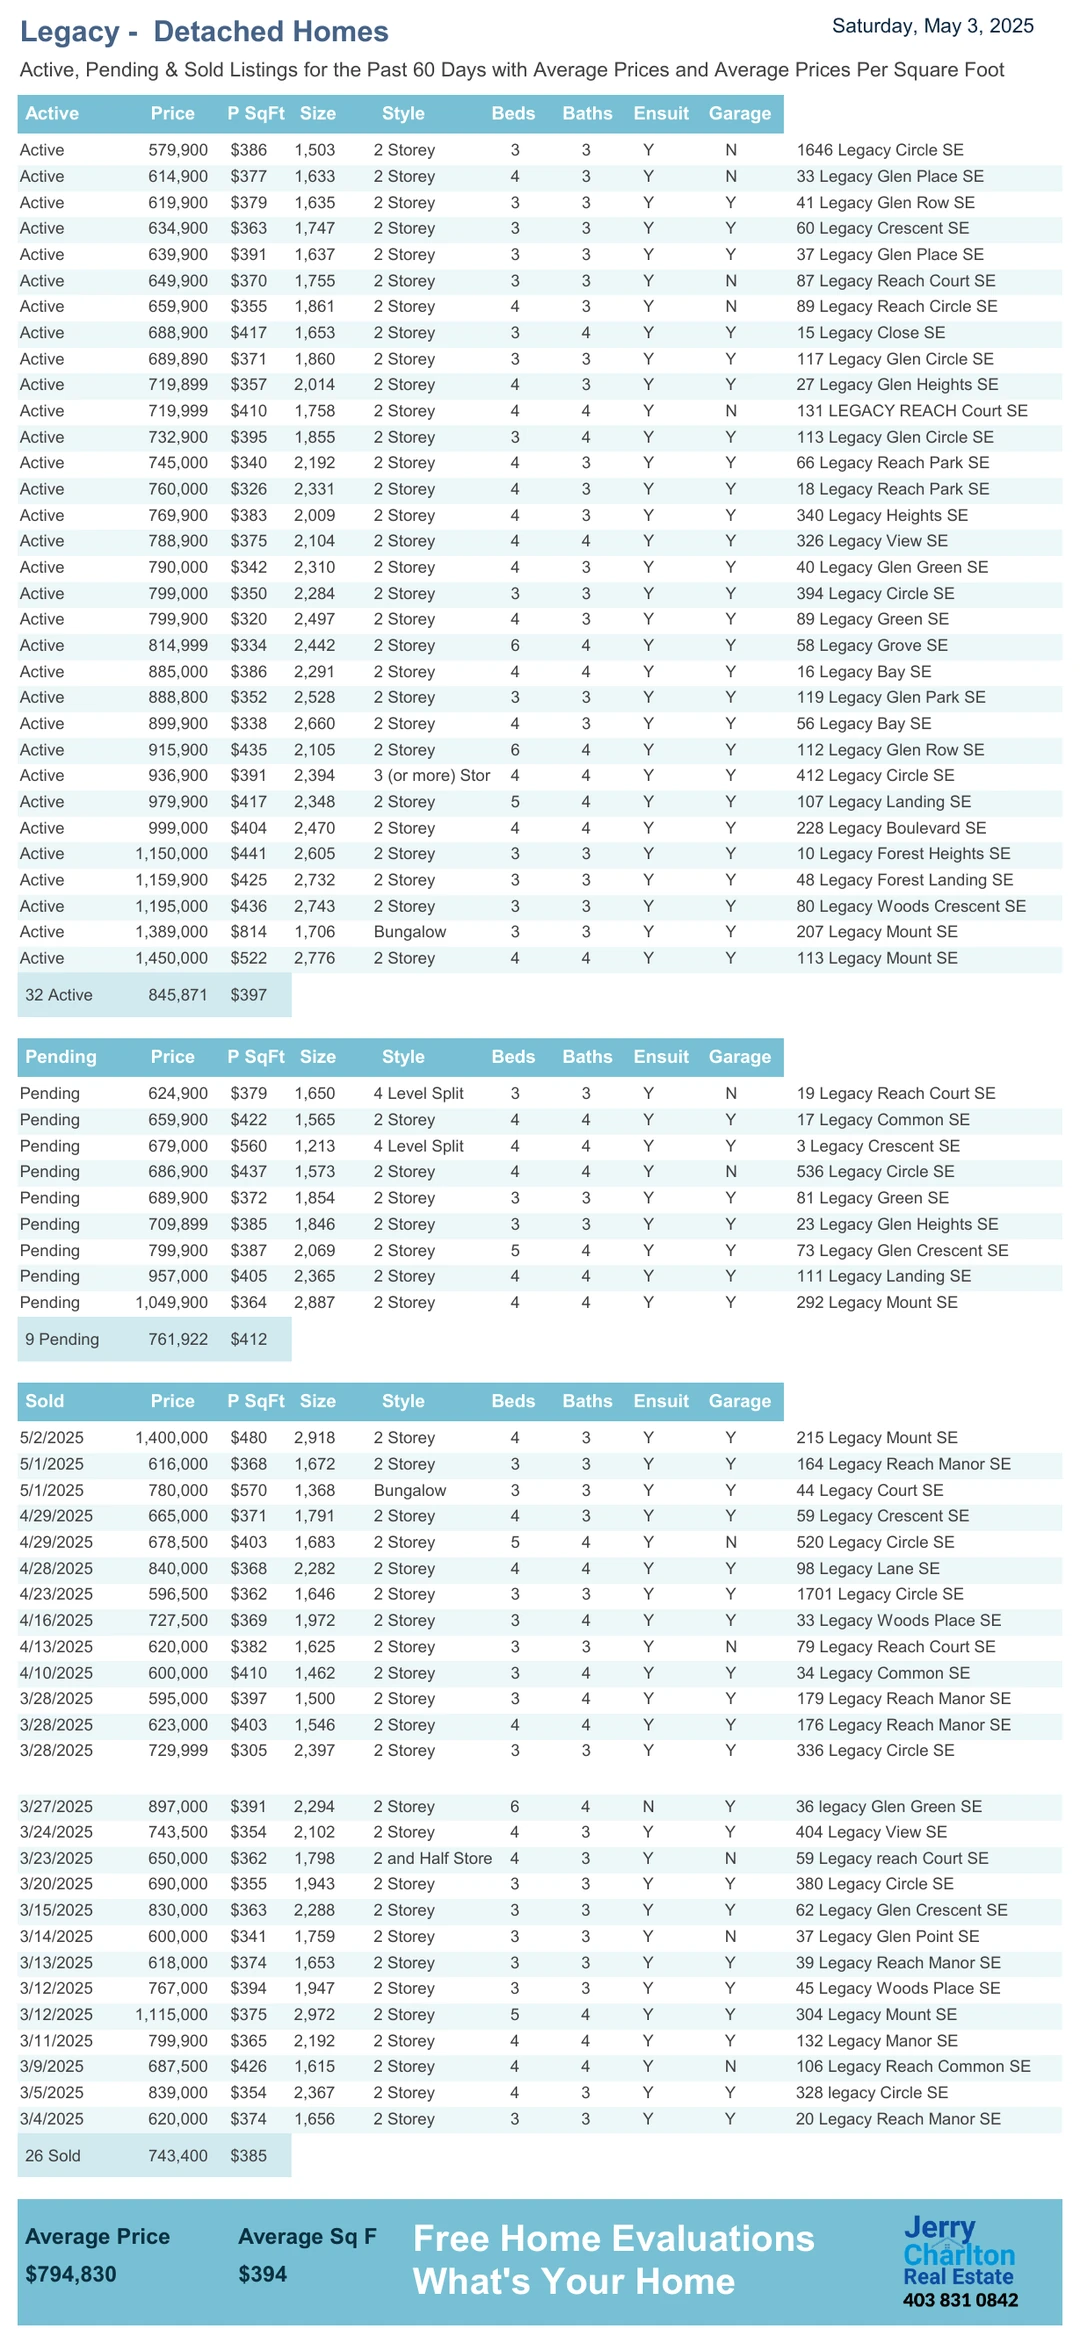 Legacy - Detached Homes Saturday, May 3, 2025
Active, Pending & Sold Listings for the Past 60 Days with Average Prices and Average Prices Per Square Foot
Active Price P SqFt Size Style Beds Baths Ensuit Garage
Active 579,900 $386 1,503 2 Storey 3 3 Y N 1646 Legacy Circle SE
Active 614,900 $377 1,633 2 Storey 4 3 Y N 33 Legacy Glen Place SE
Active 619,900 $379 1,635 2 Storey 3 3 Y Y 41 Legacy Glen Row SE
Active 634,900 $363 1,747 2 Storey 3 3 Y Y 60 Legacy Crescent SE
Active 639,900 $391 1,637 2 Storey 3 3 Y Y 37 Legacy Glen Place SE
Active 649,900 $370 1,755 2 Storey 3 3 Y N 87 Legacy Reach Court SE
Active 659,900 $355 1,861 2 Storey 4 3 Y N 89 Legacy Reach Circle SE
Active 688,900 $417 1,653 2 Storey 3 4 Y Y 15 Legacy Close SE
Active 689,890 $371 1,860 2 Storey 3 3 Y Y 117 Legacy Glen Circle SE
Active 719,899 $357 2,014 2 Storey 4 3 Y Y 27 Legacy Glen Heights SE
Active 719,999 $410 1,758 2 Storey 4 4 Y N 131 LEGACY REACH Court SE
Active 732,900 $395 1,855 2 Storey 3 4 Y Y 113 Legacy Glen Circle SE
Active 745,000 $340 2,192 2 Storey 4 3 Y Y 66 Legacy Reach Park SE
Active 760,000 $326 2,331 2 Storey 4 3 Y Y 18 Legacy Reach Park SE
Active 769,900 $383 2,009 2 Storey 4 3 Y Y 340 Legacy Heights SE
Active 788,900 $375 2,104 2 Storey 4 4 Y Y 326 Legacy View SE
Active 790,000 $342 2,310 2 Storey 4 3 Y Y 40 Legacy Glen Green SE
Active 799,000 $350 2,284 2 Storey 3 3 Y Y 394 Legacy Circle SE
Active 799,900 $320 2,497 2 Storey 4 3 Y Y 89 Legacy Green SE
Active 814,999 $334 2,442 2 Storey 6 4 Y Y 58 Legacy Grove SE
Active 885,000 $386 2,291 2 Storey 4 4 Y Y 16 Legacy Bay SE
Active 888,800 $352 2,528 2 Storey 3 3 Y Y 119 Legacy Glen Park SE
Active 899,900 $338 2,660 2 Storey 4 3 Y Y 56 Legacy Bay SE
Active 915,900 $435 2,105 2 Storey 6 4 Y Y 112 Legacy Glen Row SE
Active 936,900 $391 2,394 3 (or more) Stor 4 4 Y Y 412 Legacy Circle SE
Active 979,900 $417 2,348 2 Storey 5 4 Y Y 107 Legacy Landing SE
Active 999,000 $404 2,470 2 Storey 4 4 Y Y 228 Legacy Boulevard SE
Active 1,150,000 $441 2,605 2 Storey 3 3 Y Y 10 Legacy Forest Heights SE
Active 1,159,900 $425 2,732 2 Storey 3 3 Y Y 48 Legacy Forest Landing SE
Active 1,195,000 $436 2,743 2 Storey 3 3 Y Y 80 Legacy Woods Crescent SE
Active 1,389,000 $814 1,706 Bungalow 3 3 Y Y 207 Legacy Mount SE
Active 1,450,000 $522 2,776 2 Storey 4 4 Y Y 113 Legacy Mount SE
32 Active 845,871 $397
Pending Price P SqFt Size Style Beds Baths Ensuit Garage
Pending 624,900 $379 1,650 4 Level Split 3 3 Y N 19 Legacy Reach Court SE
Pending 659,900 $422 1,565 2 Storey 4 4 Y Y 17 Legacy Common SE
Pending 679,000 $560 1,213 4 Level Split 4 4 Y Y 3 Legacy Crescent SE
Pending 686,900 $437 1,573 2 Storey 4 4 Y N 536 Legacy Circle SE
Pending 689,900 $372 1,854 2 Storey 3 3 Y Y 81 Legacy Green SE
Pending 709,899 $385 1,846 2 Storey 3 3 Y Y 23 Legacy Glen Heights SE
Pending 799,900 $387 2,069 2 Storey 5 4 Y Y 73 Legacy Glen Crescent SE
Pending 957,000 $405 2,365 2 Storey 4 4 Y Y 111 Legacy Landing SE
Pending 1,049,900 $364 2,887 2 Storey 4 4 Y Y 292 Legacy Mount SE
9 Pending 761,922 $412
Sold Price P SqFt Size Style Beds Baths Ensuit Garage
5/2/2025 1,400,000 $480 2,918 2 Storey 4 3 Y Y 215 Legacy Mount SE
5/1/2025 616,000 $368 1,672 2 Storey 3 3 Y Y 164 Legacy Reach Manor SE
5/1/2025 780,000 $570 1,368 Bungalow 3 3 Y Y 44 Legacy Court SE
4/29/2025 665,000 $371 1,791 2 Storey 4 3 Y Y 59 Legacy Crescent SE
4/29/2025 678,500 $403 1,683 2 Storey 5 4 Y N 520 Legacy Circle SE
4/28/2025 840,000 $368 2,282 2 Storey 4 4 Y Y 98 Legacy Lane SE
4/23/2025 596,500 $362 1,646 2 Storey 3 3 Y Y 1701 Legacy Circle SE
4/16/2025 727,500 $369 1,972 2 Storey 3 4 Y Y 33 Legacy Woods Place SE
4/13/2025 620,000 $382 1,625 2 Storey 3 3 Y N 79 Legacy Reach Court SE
4/10/2025 600,000 $410 1,462 2 Storey 3 4 Y Y 34 Legacy Common SE
3/28/2025 595,000 $397 1,500 2 Storey 3 4 Y Y 179 Legacy Reach Manor SE
3/28/2025 623,000 $403 1,546 2 Storey 4 4 Y Y 176 Legacy Reach Manor SE
3/28/2025 729,999 $305 2,397 2 Storey 3 3 Y Y 336 Legacy Circle SE
3/27/2025 897,000 $391 2,294 2 Storey 6 4 N Y 36 legacy Glen Green SE
3/24/2025 743,500 $354 2,102 2 Storey 4 3 Y Y 404 Legacy View SE
3/23/2025 650,000 $362 1,798 2 and Half Store 4 3 Y N 59 Legacy reach Court SE
3/20/2025 690,000 $355 1,943 2 Storey 3 3 Y Y 380 Legacy Circle SE
3/15/2025 830,000 $363 2,288 2 Storey 3 3 Y Y 62 Legacy Glen Crescent SE
3/14/2025 600,000 $341 1,759 2 Storey 3 3 Y N 37 Legacy Glen Point SE
3/13/2025 618,000 $374 1,653 2 Storey 3 3 Y Y 39 Legacy Reach Manor SE
3/12/2025 767,000 $394 1,947 2 Storey 3 3 Y Y 45 Legacy Woods Place SE
3/12/2025 1,115,000 $375 2,972 2 Storey 5 4 Y Y 304 Legacy Mount SE
3/11/2025 799,900 $365 2,192 2 Storey 4 4 Y Y 132 Legacy Manor SE
3/9/2025 687,500 $426 1,615 2 Storey 4 4 Y N 106 Legacy Reach Common SE
3/5/2025 839,000 $354 2,367 2 Storey 4 3 Y Y 328 legacy Circle SE
3/4/2025 620,000 $374 1,656 2 Storey 3 3 Y Y 20 Legacy Reach Manor SE
26 Sold 743,400 $385
Average Price Average Sq F
$794,830 $394
Free Home Evaluations
What's Your Home
Jerry
Charlton
Real Estate
403 831 0842